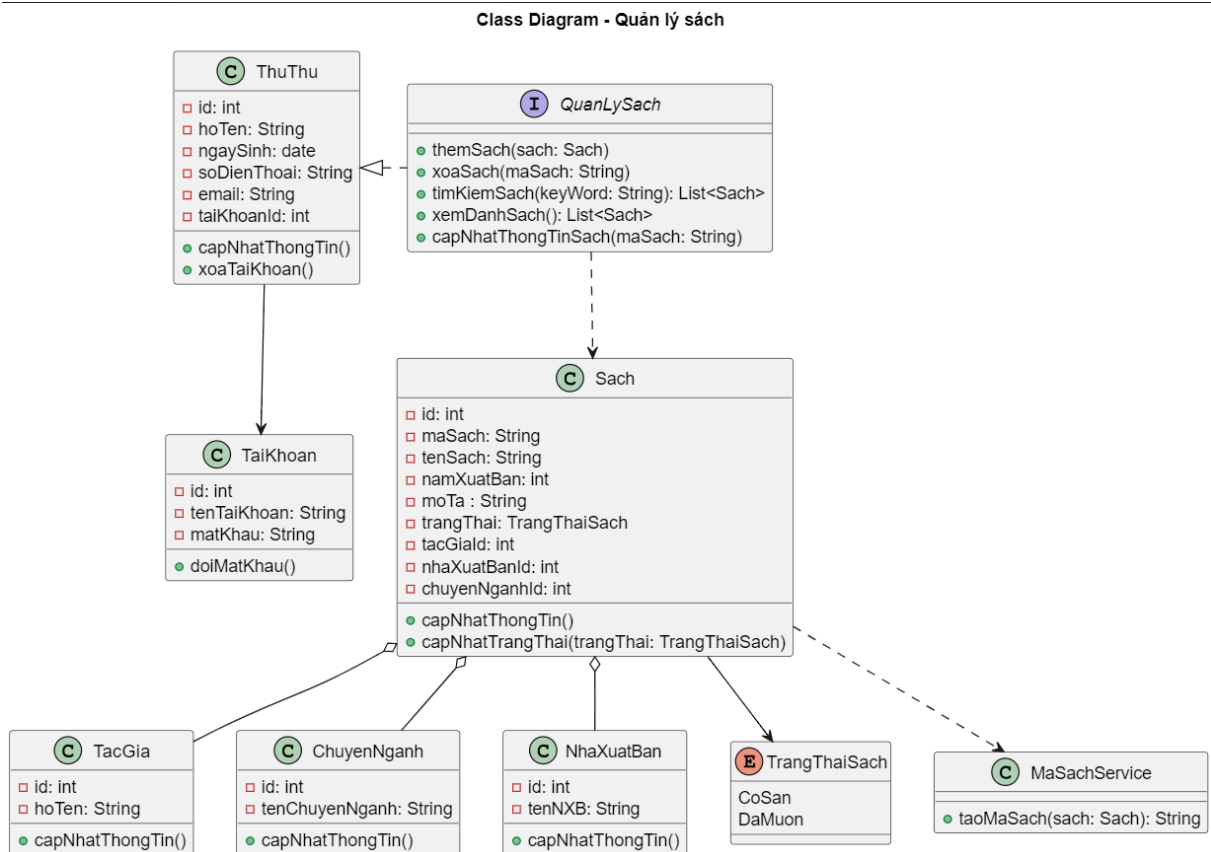 Class Diagram - Quản lý sách
C ThuThu
id: int
hoTen: String
ngaySinh: date
soDienThoai: String
email: String
taiKhoanId: int
capNhatThongTin()
xoaTaiKhoan()
I QuanLySach
themSach(sach: Sach)
xoaSach(maSach: String)
timKiemSach(keyWord: String): List<Sach>
xemDanhSach(): List<Sach>
capNhatThongTinSach(maSach: String)
C TaiKhoan
id: int
tenTaiKhoan: String
matKhau: String
doiMatKhau()
C Sach
id: int
maSach: String
tenSach: String
namXuatBan: int
moTa : String
trangThai: TrangThaiSach
tacGiaId: int
nhaXuatBanId: int
chuyenNganhId: int
capNhatThongTin()
capNhatTrangThai(trangThai: TrangThaiSach)
C TacGia
id: int
hoTen: String
capNhatThongTin()
C ChuyenNganh
id: int
tenChuyenNganh: String
capNhatThongTin()
C NhaXuatBan
id: int
tenNXB: String
capNhatThongTin()
E TrangThaiSach
CoSan
DaMuon
C MaSachService
taoMaSach(sach: Sach): String